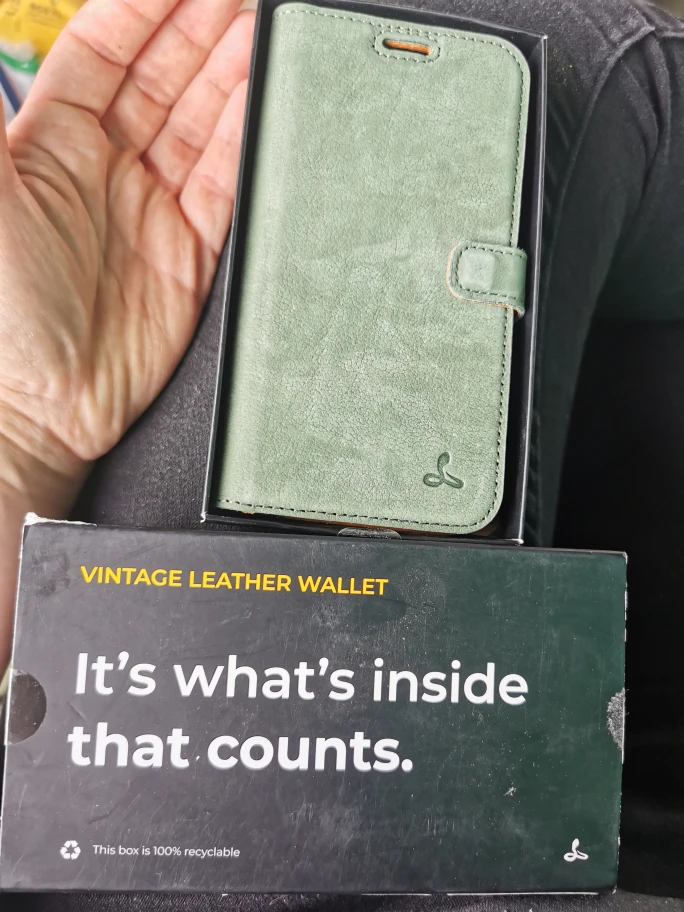 VINTAGE LEATHER WALLET
It's what's inside
that counts.
This box is 100% recyclable